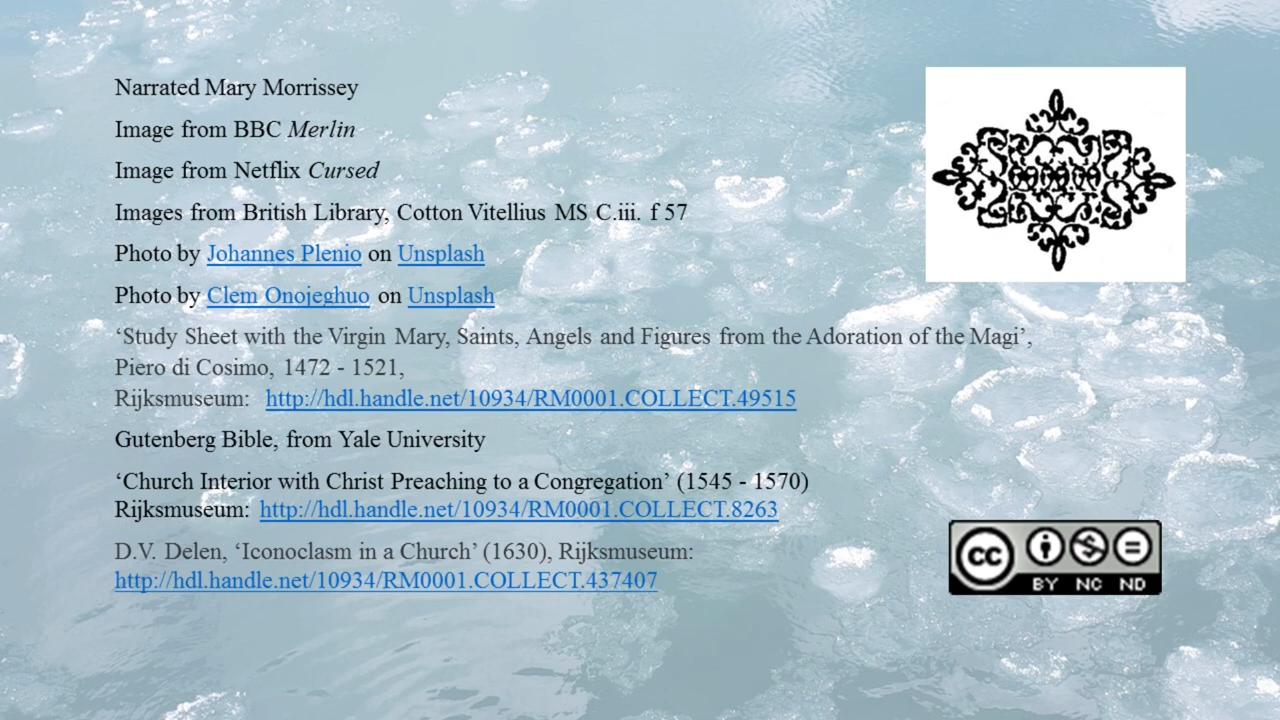 Narrated Mary Morrissey
Image from BBC Merlin
Image from Netflix Cursed
Images from British Library, Cotton Vitellius MS C.iii. f 57
Photo by Johannes Plenio on Unsplash
Photo by Clem Onojeghuo on Unsplash
‘Study Sheet with the Virgin Mary, Saints, Angels and Figures from the Adoration of the Magi’,
Piero di Cosimo, 1472 - 1521,
Rijksmuseum: http://hdl.handle.net/10934/RM0001.COLLECT.49515
Gutenberg Bible, from Yale University
‘Church Interior with Christ Preaching to a Congregation’ (1545 - 1570)
Rijksmuseum: http://hdl.handle.net/10934/RM0001.COLLECT.8263
D.V. Delen, ‘Iconoclasm in a Church’ (1630), Rijksmuseum:
http://hdl.handle.net/10934/RM0001.COLLECT.437407
CC
BY NC ND